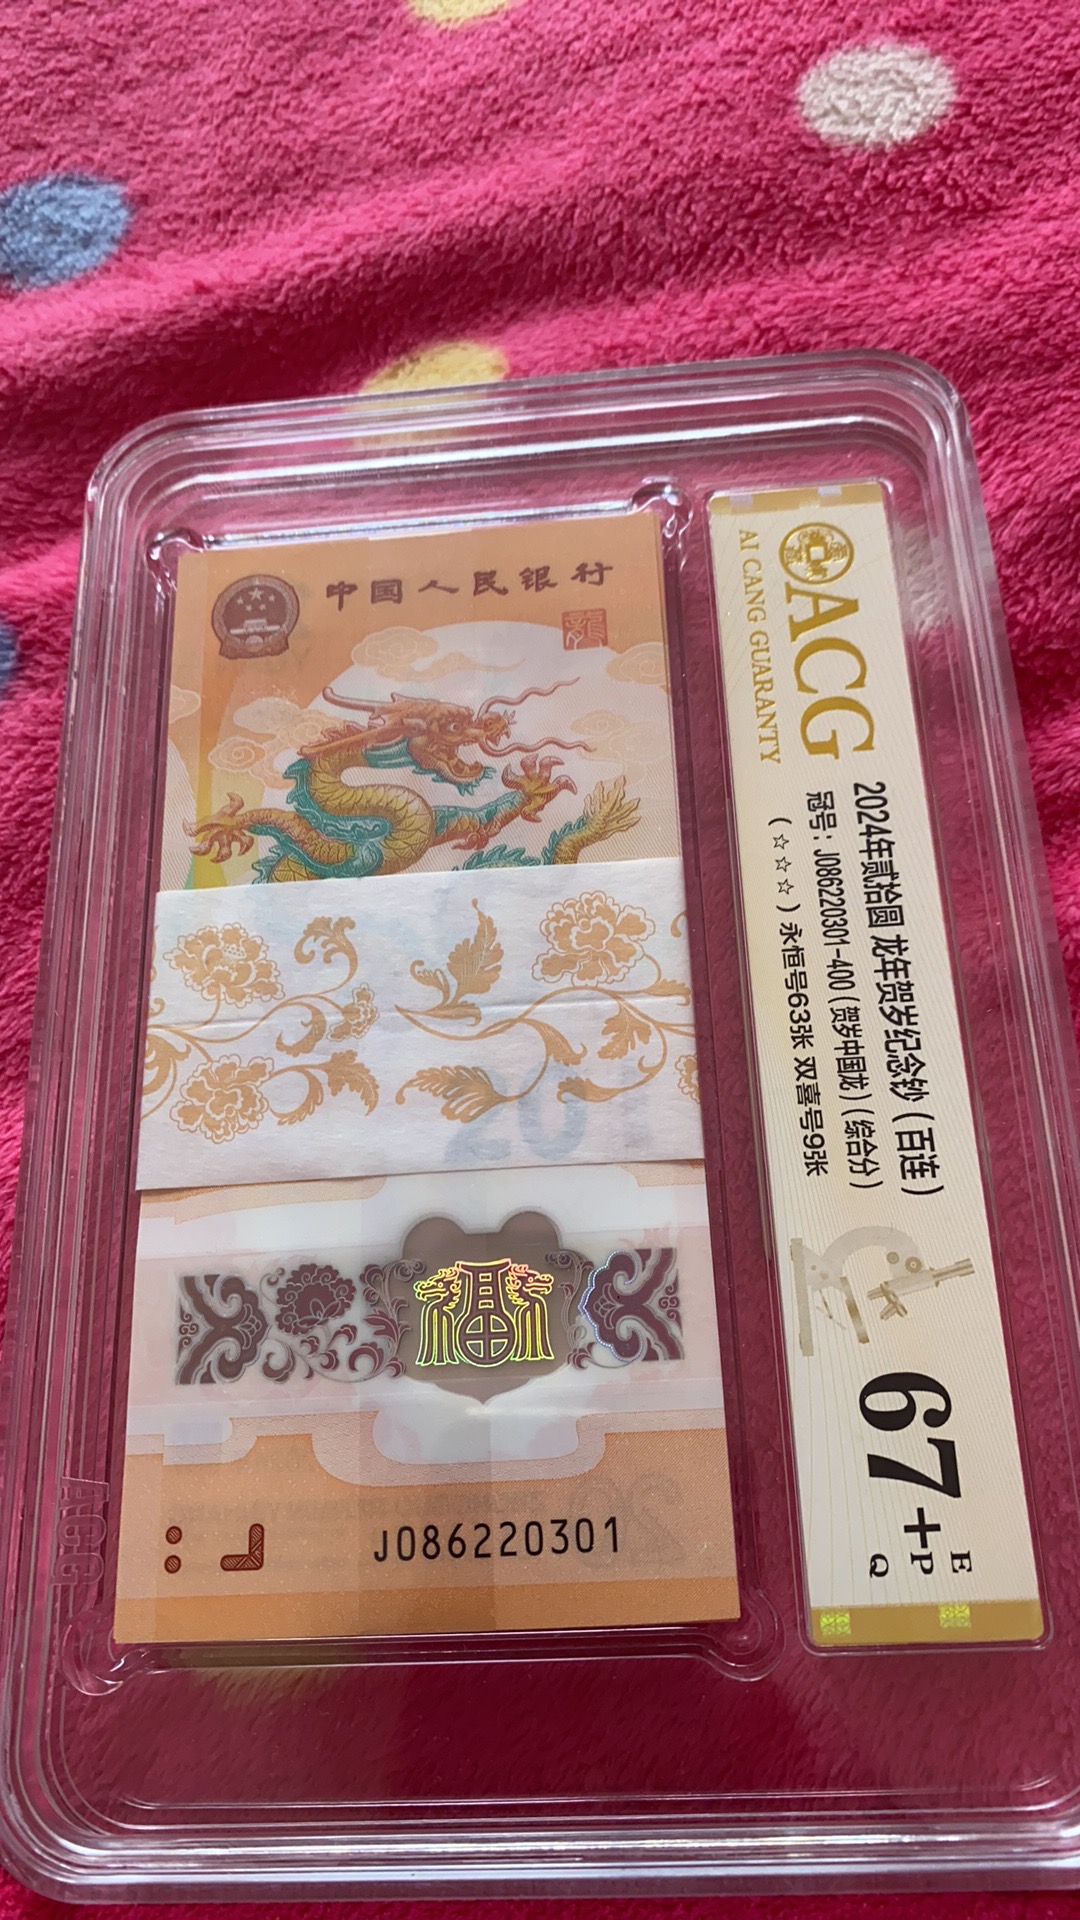 中国人民银行
龍
福
J086220301
ACG
AI CANG GUARANTY
2024年贰拾圆 龙年贺岁纪念钞（百连）
冠号：J086220301-400（贺岁中国龙）（综合分）
（☆☆☆）永恒号63张 双喜号9张
67+
E
P
Q
ACG